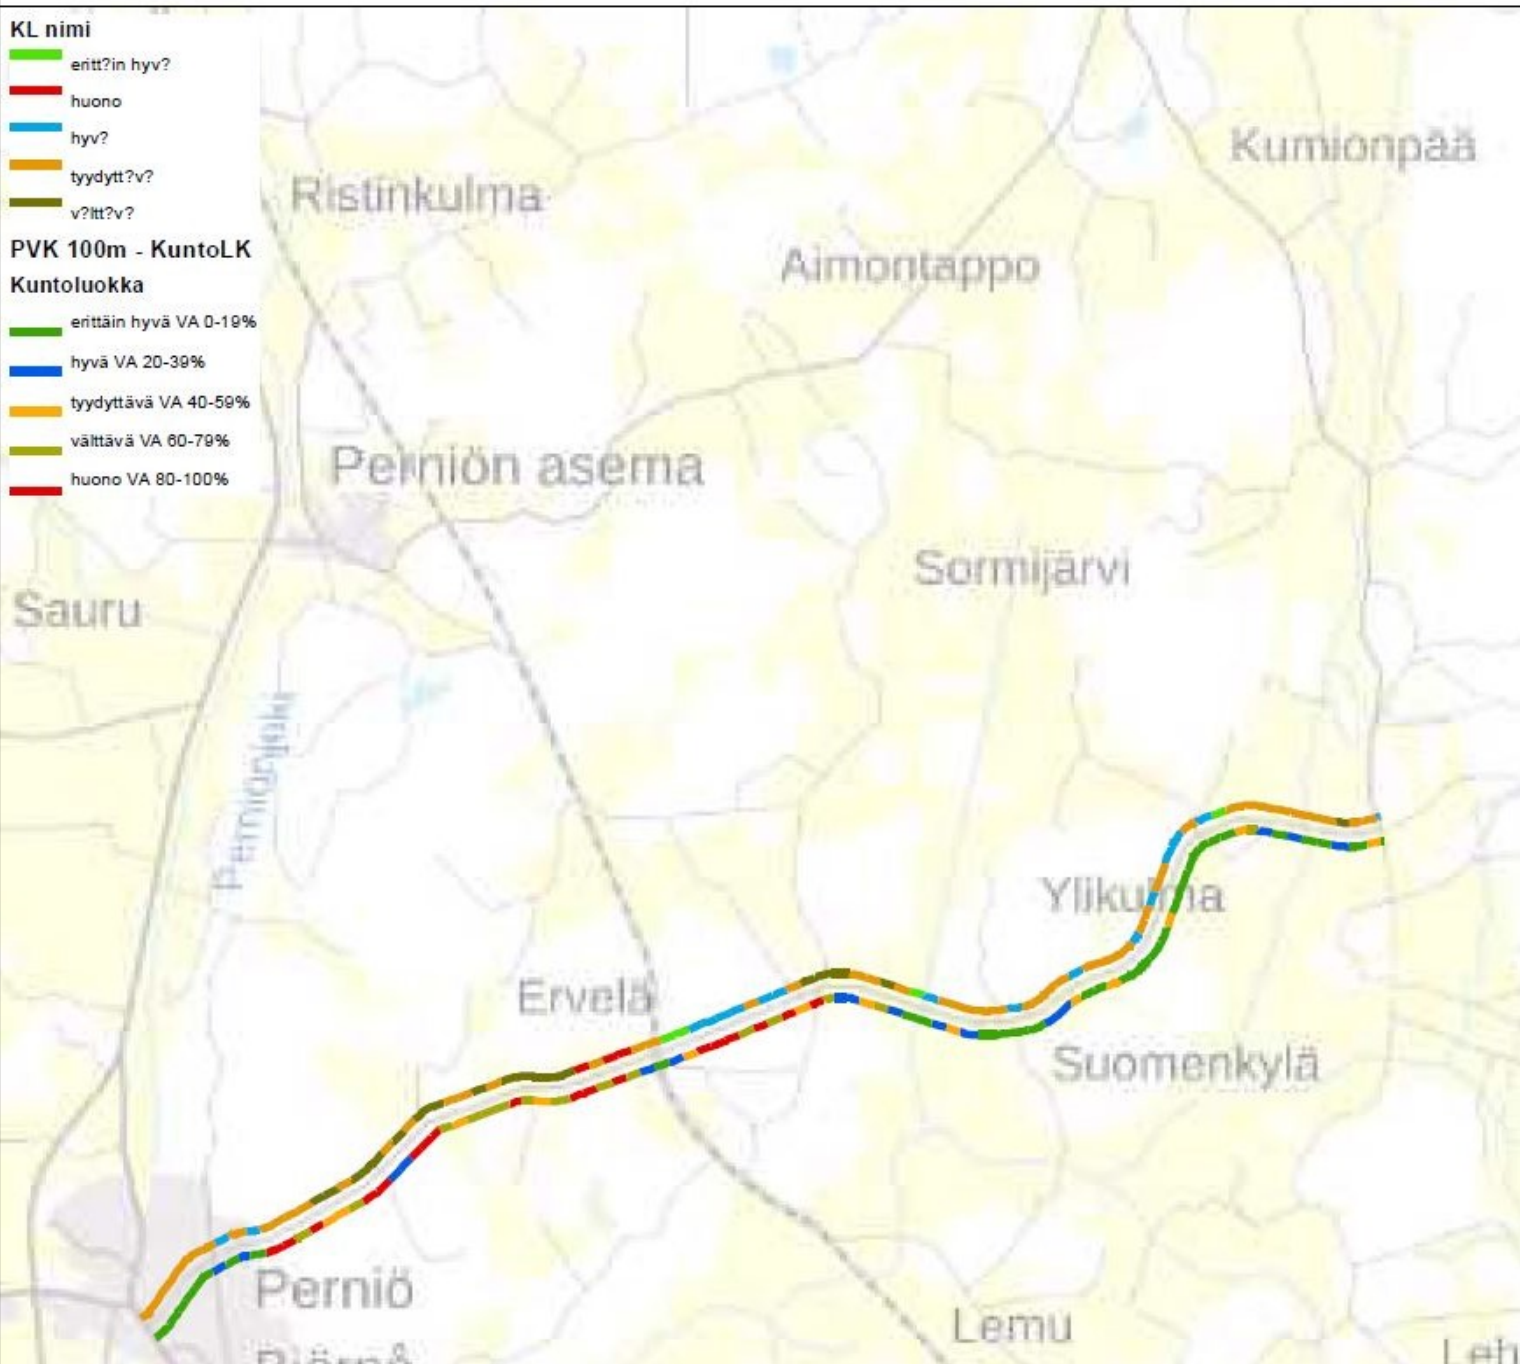 KL nimi
eritt?in hyv?
huono
hyv?
tyydytt?v?
v?ltt?v?
PVK 100m - KuntoLK
Kuntoluokka
erittäin hyvä VA 0-19%
hyvä VA 20-39%
tyydyttävä VA 40-59%
välttävä VA 60-79%
huono VA 80-100%
Kumionpää
Ristinkulma
Aimontappo
Perniön asema
Sormijärvi
Sauru
Perniönjoki
Ylikulma
Ervelä
Suomenkylä
Perniö
Lemu